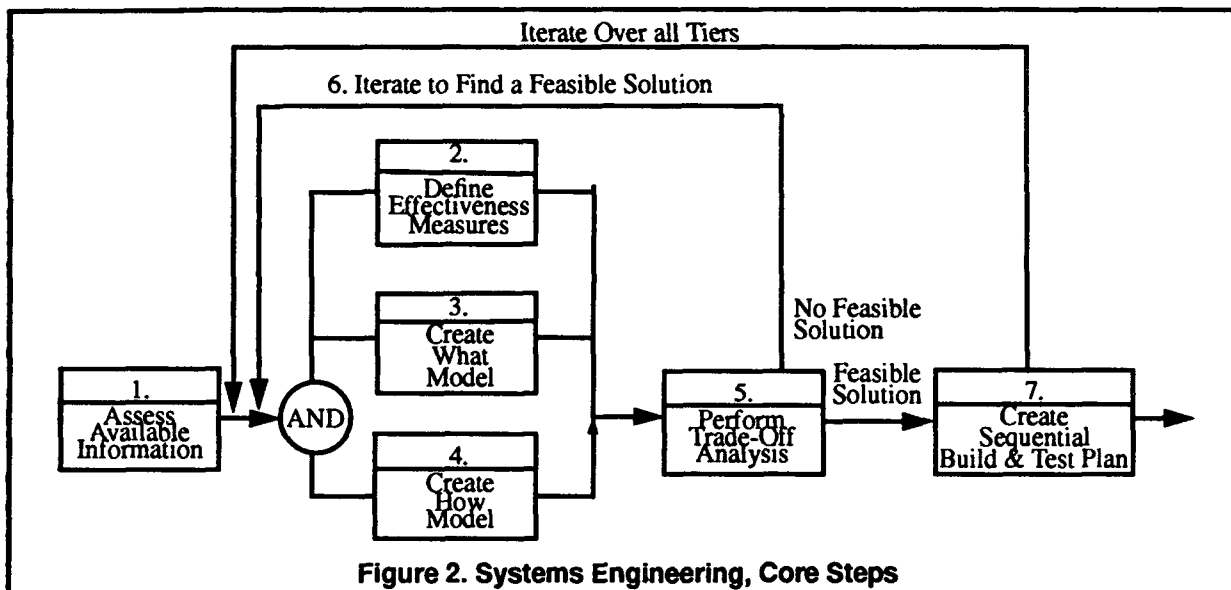 Iterate Over all Tiers
6. Iterate to Find a Feasible Solution
2.
Define
Effectiveness
Measures
3.
Create
What
Model
No Feasible
Solution
1.
Assess
Available
Information
AND
4.
Create
How
Model
5.
Perform
Trade-Off
Analysis
Feasible
Solution
7.
Create
Sequential
Build & Test Plan
Figure 2. Systems Engineering, Core Steps